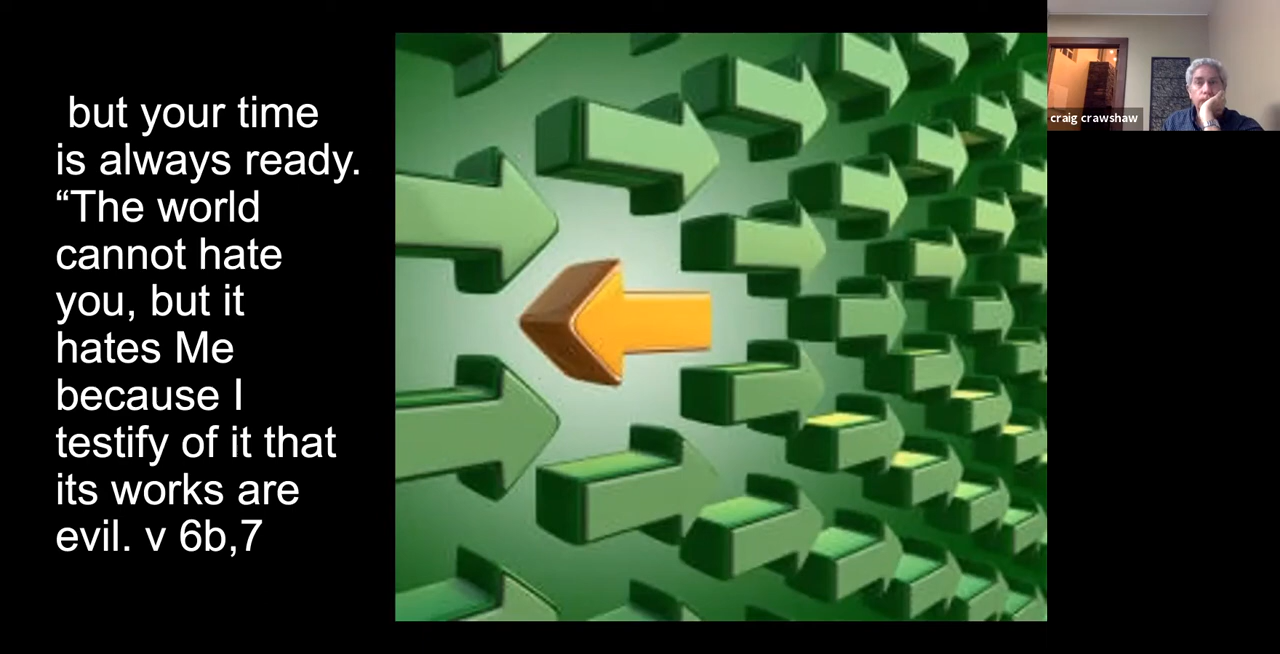 but your time
is always ready.
“The world
cannot hate
you, but it
hates Me
because I
testify of it that
its works are
evil. v 6b,7
craig crawshaw